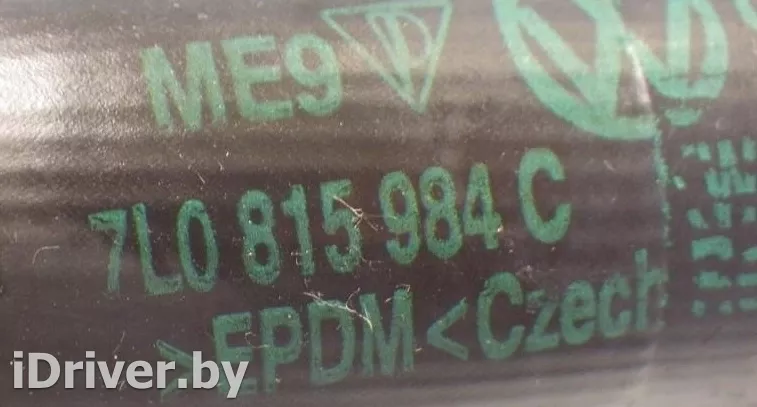 ME9
7L0 815 984 C
>EPDM< Czech
iDriver.by